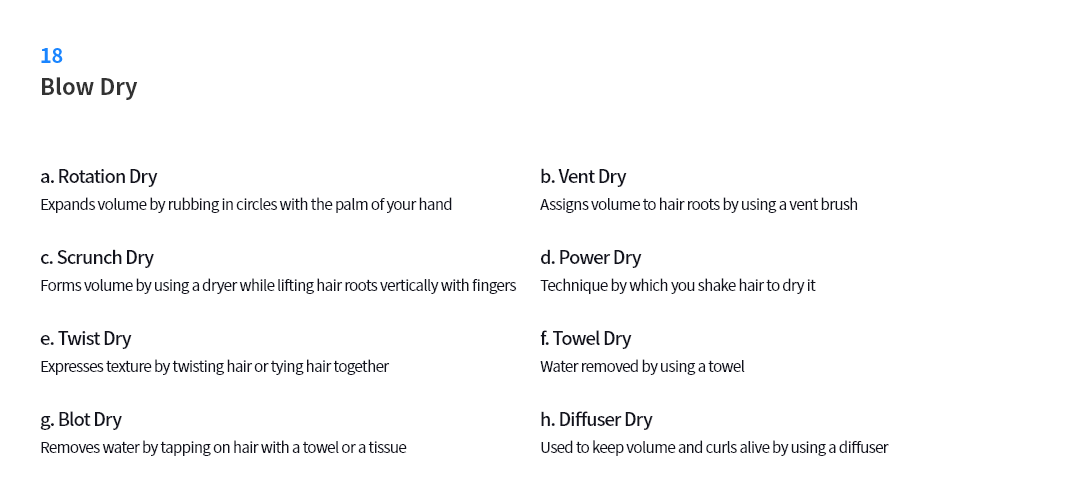 18
Blow Dry
a. Rotation Dry
Expands volume by rubbing in circles with the palm of your hand
b. Vent Dry
Assigns volume to hair roots by using a vent brush
c. Scrunch Dry
Forms volume by using a dryer while lifting hair roots vertically with fingers
d. Power Dry
Technique by which you shake hair to dry it
e. Twist Dry
Expresses texture by twisting hair or tying hair together
f. Towel Dry
Water removed by using a towel
g. Blot Dry
Removes water by tapping on hair with a towel or a tissue
h. Diffuser Dry
Used to keep volume and curls alive by using a diffuser